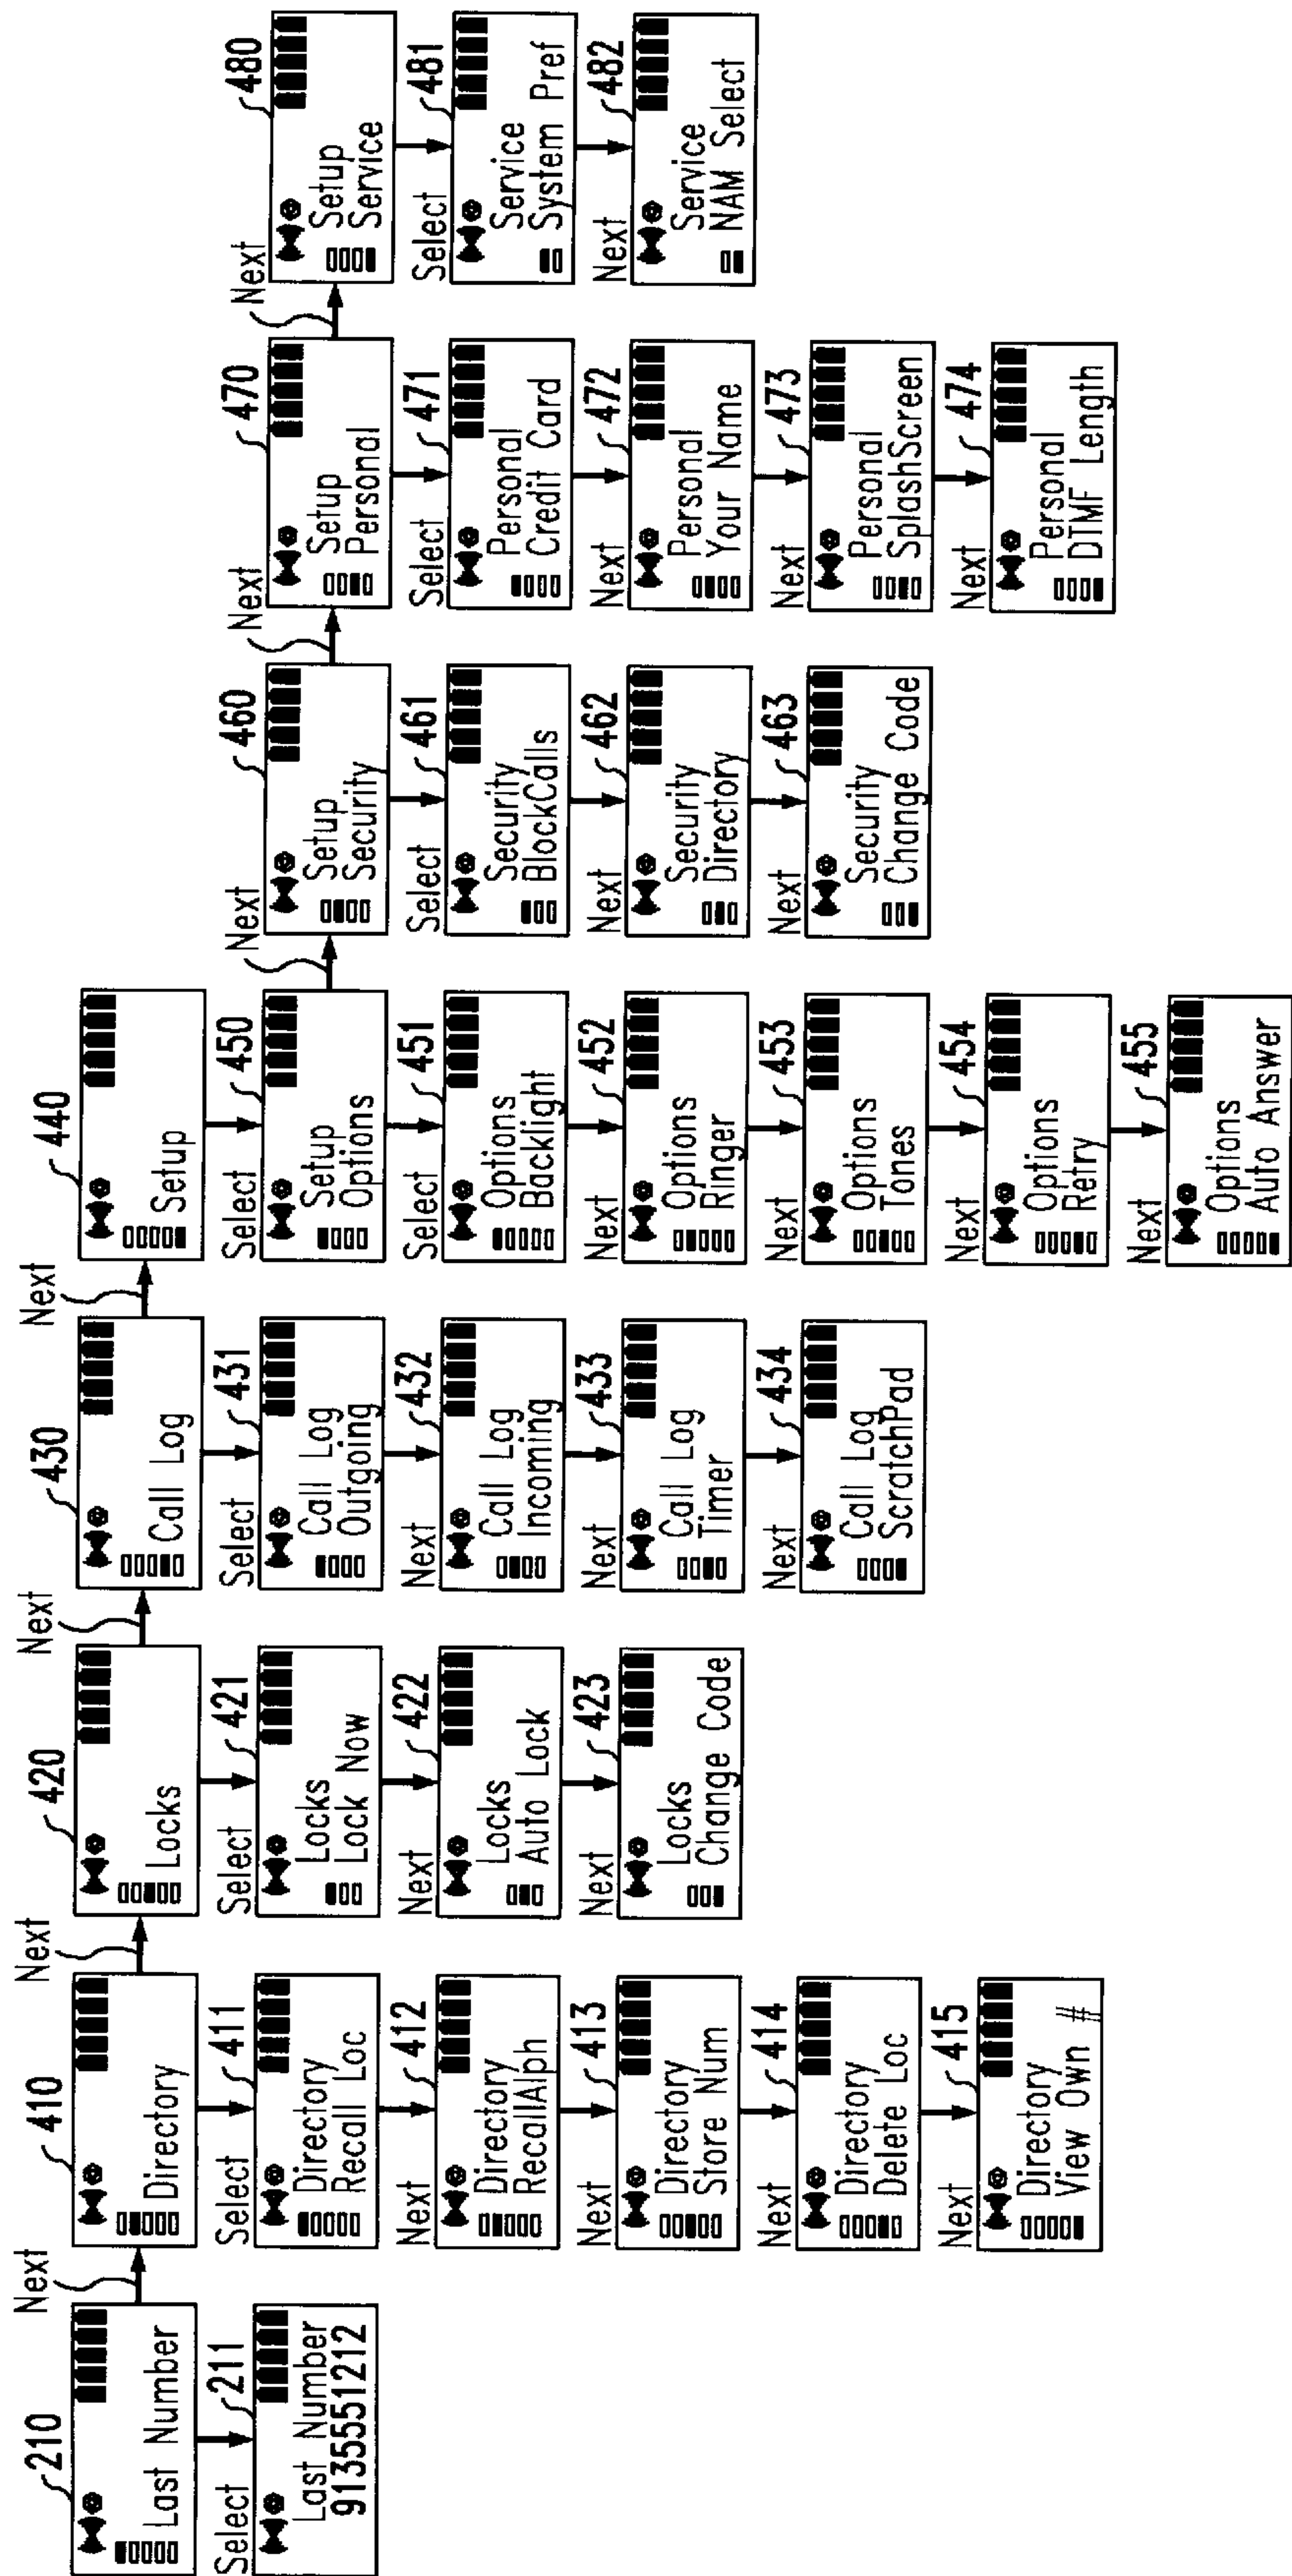 210
Last Number
Select
211
Last Number
9135551212
Next
410
Directory
Select
411
Directory
Recall Loc
Next
412
Directory
RecallAlph
Next
413
Directory
Store Num
Next
414
Directory
Delete Loc
Next
415
Directory
View Own #
Next
420
Locks
Select
421
Locks
Lock Now
Next
422
Locks
Auto Lock
Next
423
Locks
Change Code
Next
430
Call Log
Select
431
Call Log
Outgoing
Next
432
Call Log
Incoming
Next
433
Call Log
Timer
Next
434
Call Log
ScratchPad
Next
440
Setup
Select
450
Setup
Options
Select
451
Options
Backlight
Next
452
Options
Ringer
Next
453
Options
Tones
Next
454
Options
Retry
Next
455
Options
Auto Answer
Next
460
Setup
Security
Select
461
Security
BlockCalls
Next
462
Security
Directory
Next
463
Security
Change Code
Next
470
Setup
Personal
Select
471
Personal
Credit Card
Next
472
Personal
Your Name
Next
473
Personal
SplashScreen
Next
474
Personal
DTMF Length
Next
480
Setup
Service
Select
481
Service
System Pref
Next
482
Service
NAM Select